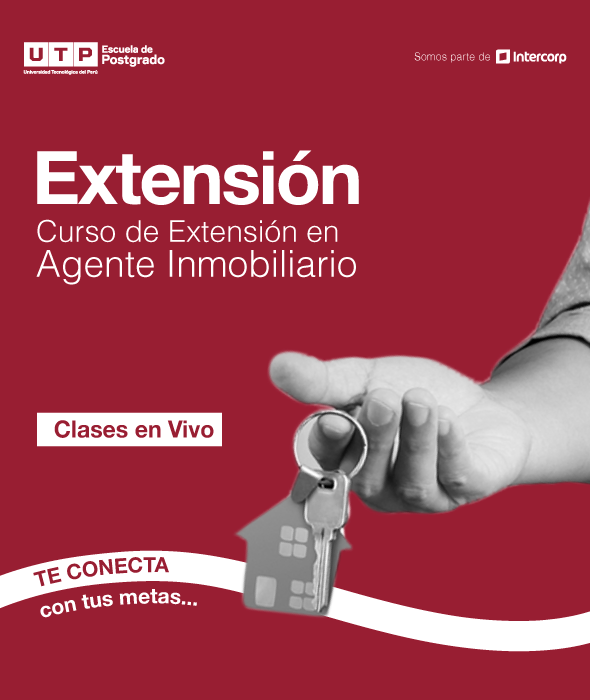 UTP
Escuela de
Postgrado
Universidad Tecnológica del Perú
Somos parte de Intercorp
Extensión
Curso de Extensión en
Agente Inmobiliario
Clases en Vivo
TE CONECTA
con tus metas...